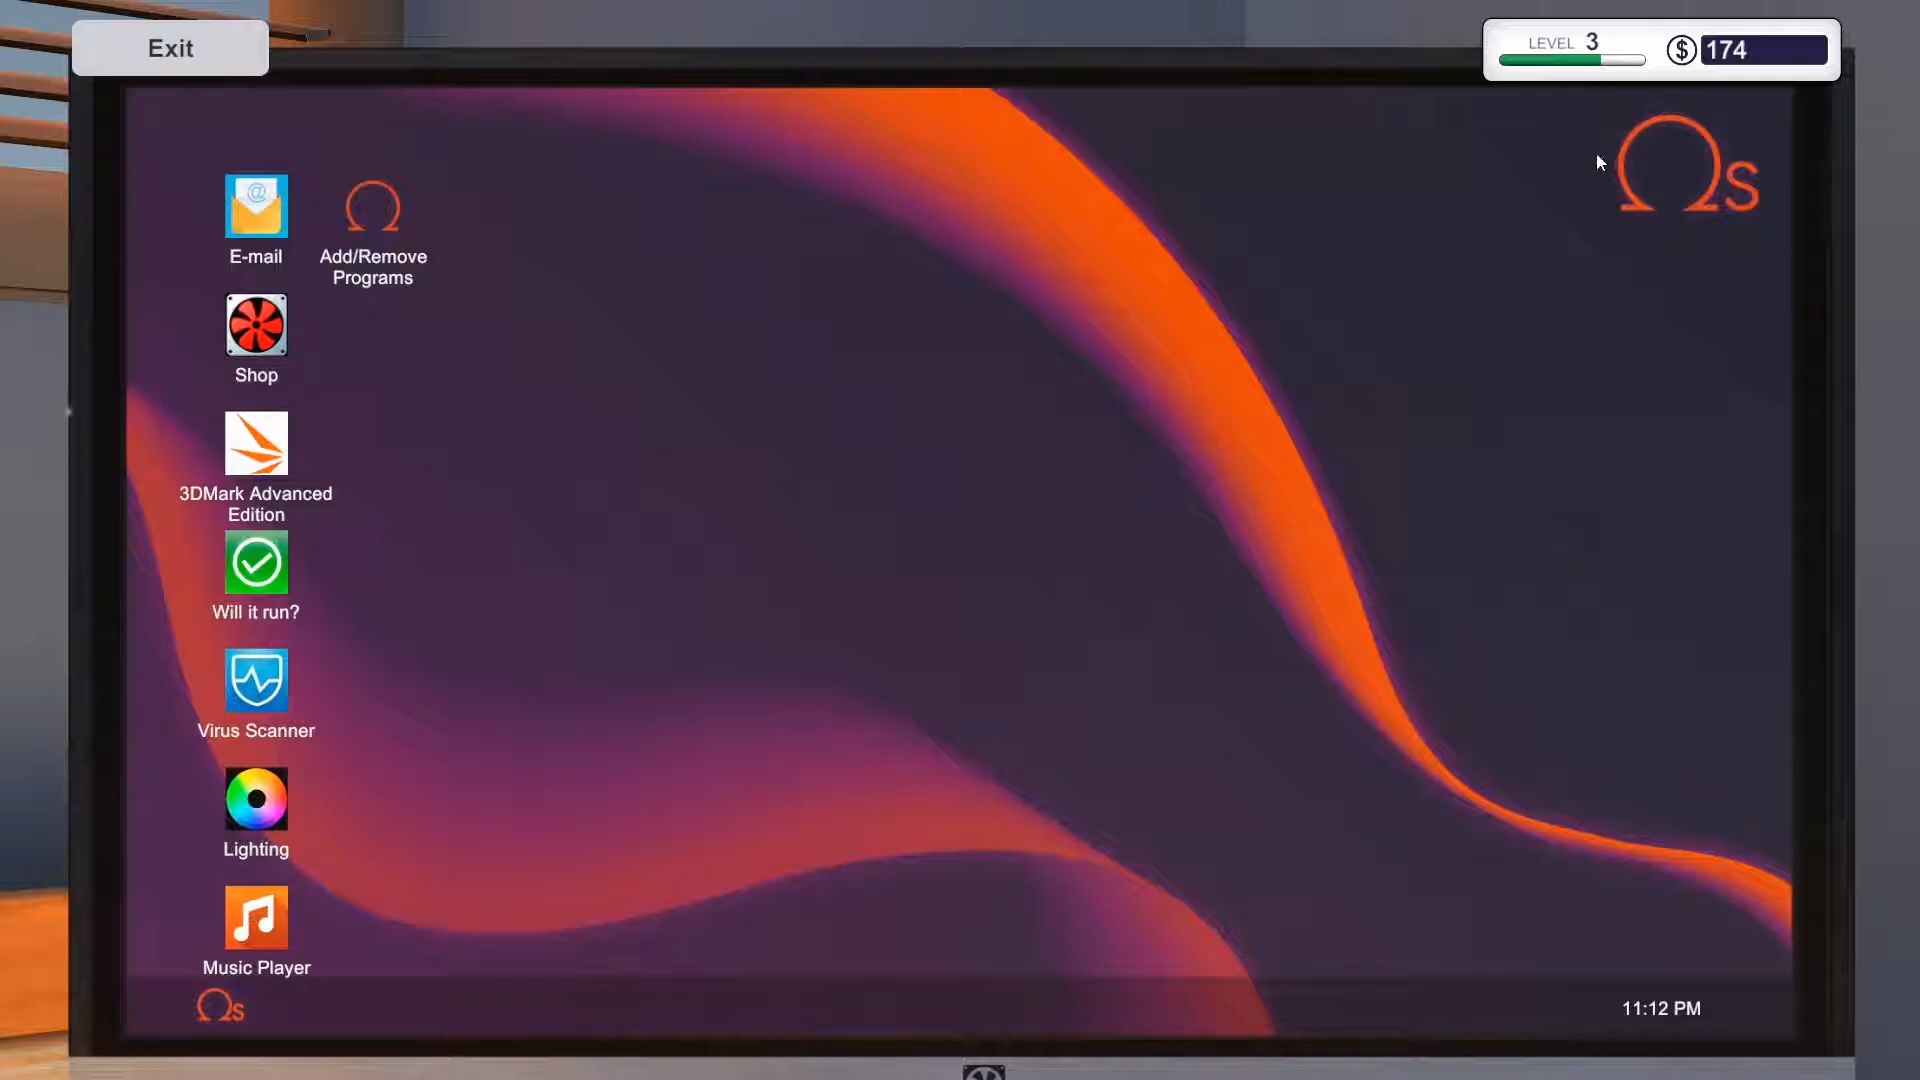 Exit
LEVEL 3
$ 174
Ωs
E-mail
Add/Remove
Programs
Shop
3DMark Advanced
Edition
Will it run?
Virus Scanner
Lighting
Music Player
Ωs
11:12 PM